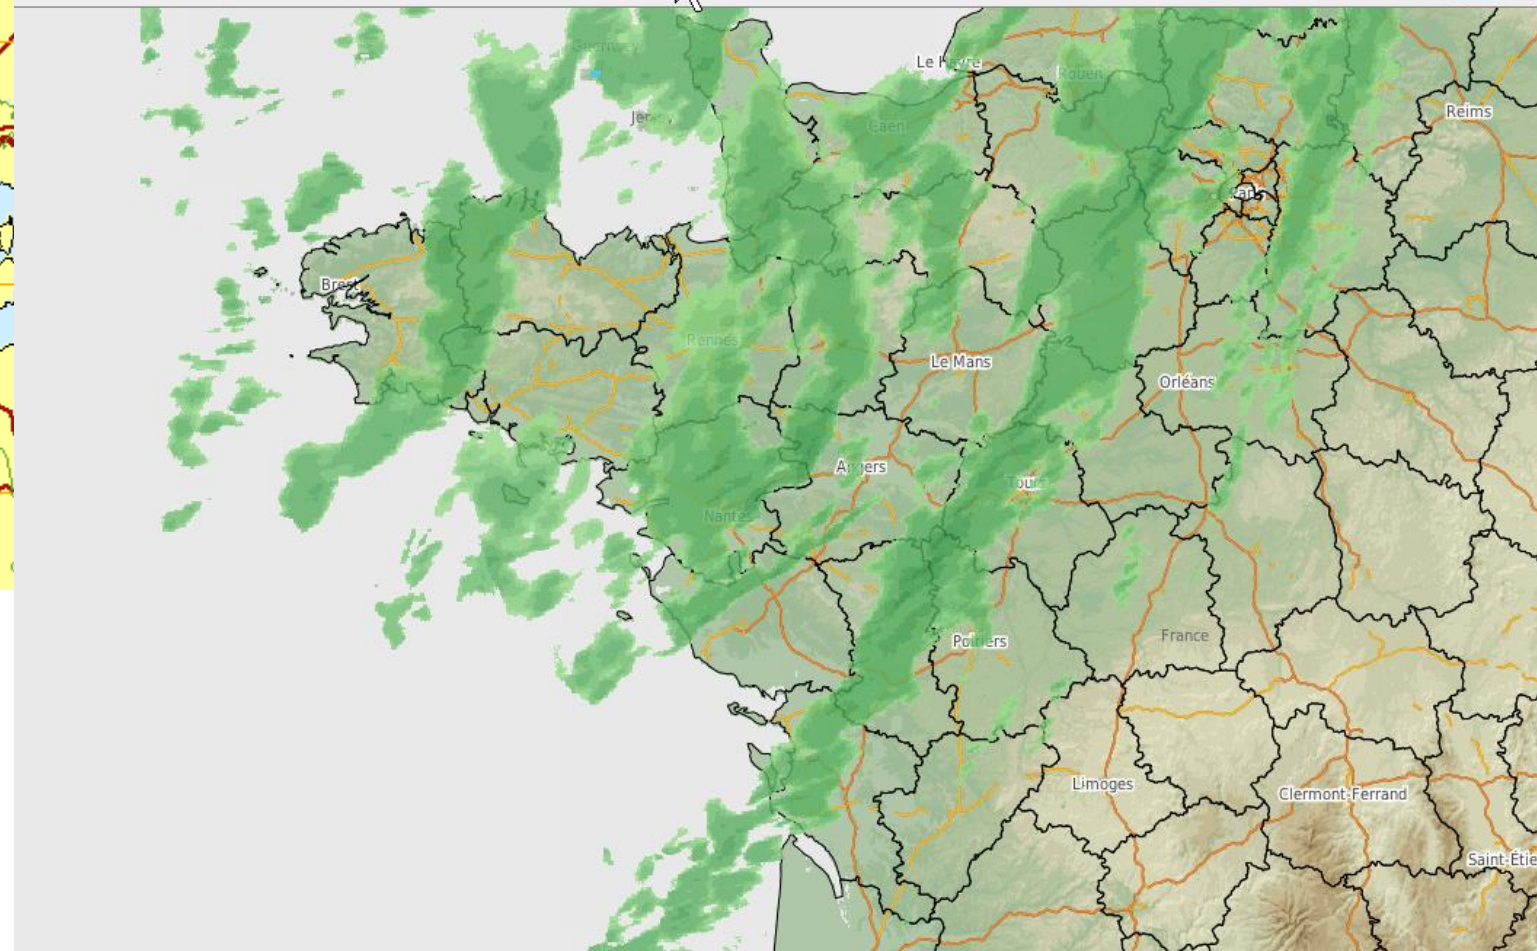 Guernsey
Le Havre
Rouen
Jersey
Reims
Caen
Paris
Brest
Rennes
Le Mans
Orléans
Angers
Tours
Nantes
Poitiers
France
Limoges
Clermont-Ferrand
Saint-Étie